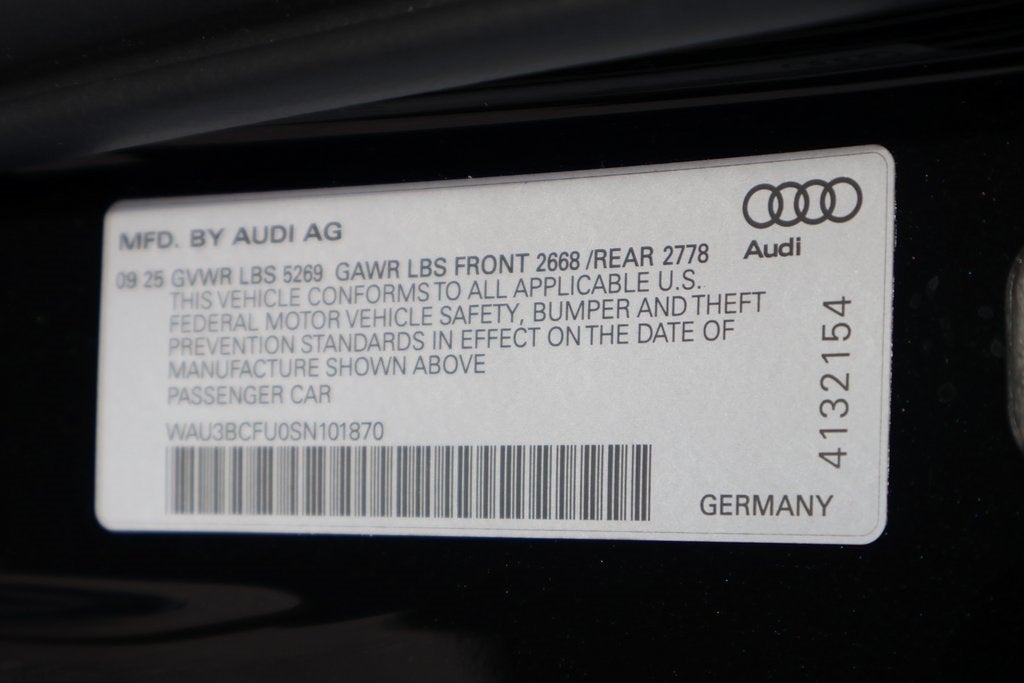 MFD. BY AUDI AG
Audi
09 25 GVWR LBS 5269 GAWR LBS FRONT 2668 /REAR 2778
THIS VEHICLE CONFORMS TO ALL APPLICABLE U.S.
FEDERAL MOTOR VEHICLE SAFETY, BUMPER AND THEFT
PREVENTION STANDARDS IN EFFECT ON THE DATE OF
MANUFACTURE SHOWN ABOVE
PASSENGER CAR
WAU3BCFU0SN101870
4132154
GERMANY